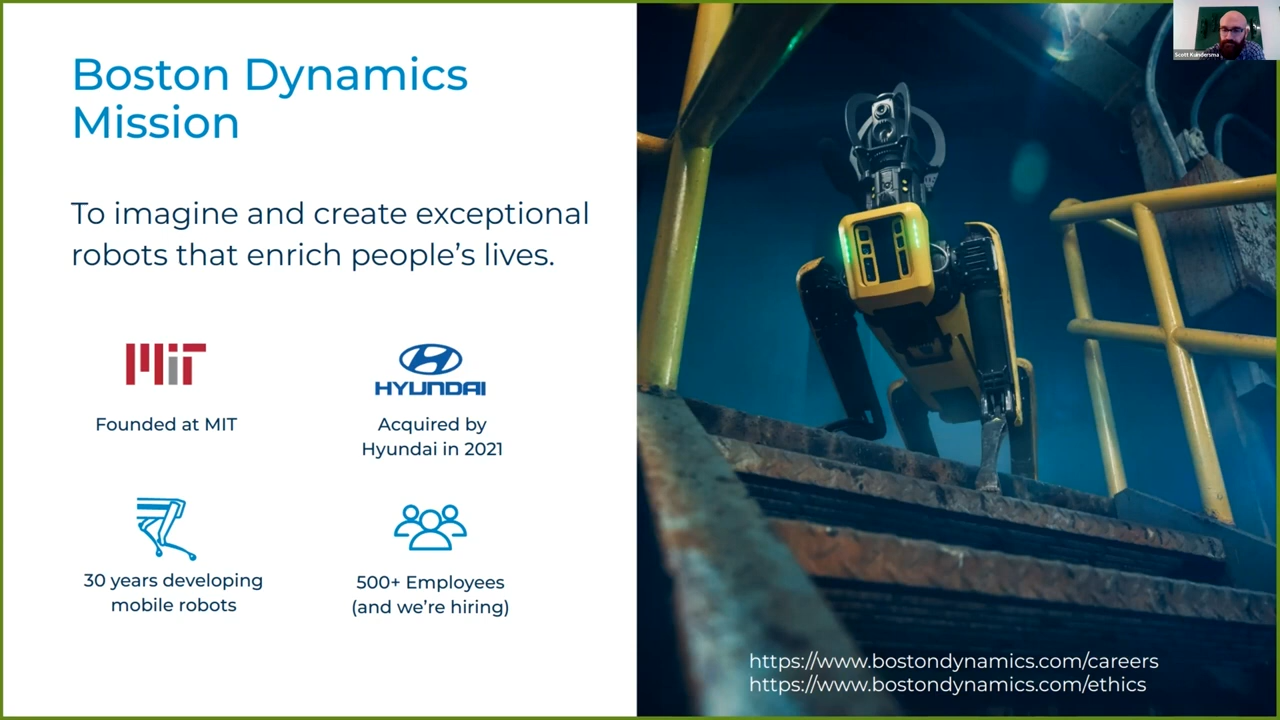 Boston Dynamics
Mission
To imagine and create exceptional
robots that enrich people's lives.
MIT
Founded at MIT
HYUNDAI
Acquired by
Hyundai in 2021
30 years developing
mobile robots
500+ Employees
(and we're hiring)
https://www.bostondynamics.com/careers
https://www.bostondynamics.com/ethics
Scott Kuindersma